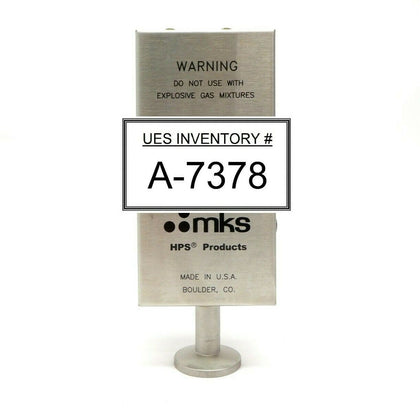 WARNING
DO NOT USE WITH
EXPLOSIVE GAS MIXTURES
UES INVENTORY #
A-7378
mks
HPS® Products
MADE IN U.S.A.
BOULDER, CO.